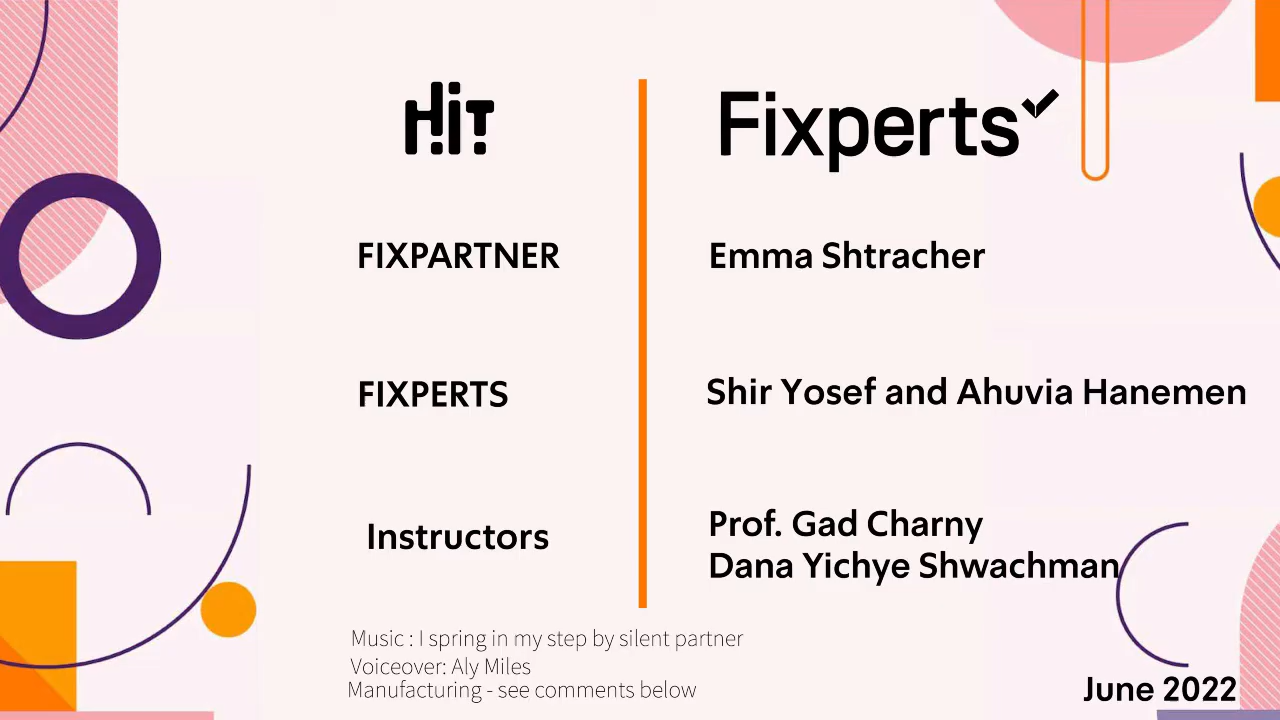 HiT
Fixperts
FIXPARTNER
Emma Shtracher
FIXPERTS
Shir Yosef and Ahuvia Hanemen
Instructors
Prof. Gad Charny
Dana Yichye Shwachman
Music : I spring in my step by silent partner
Voiceover: Aly Miles
Manufacturing - see comments below
June 2022